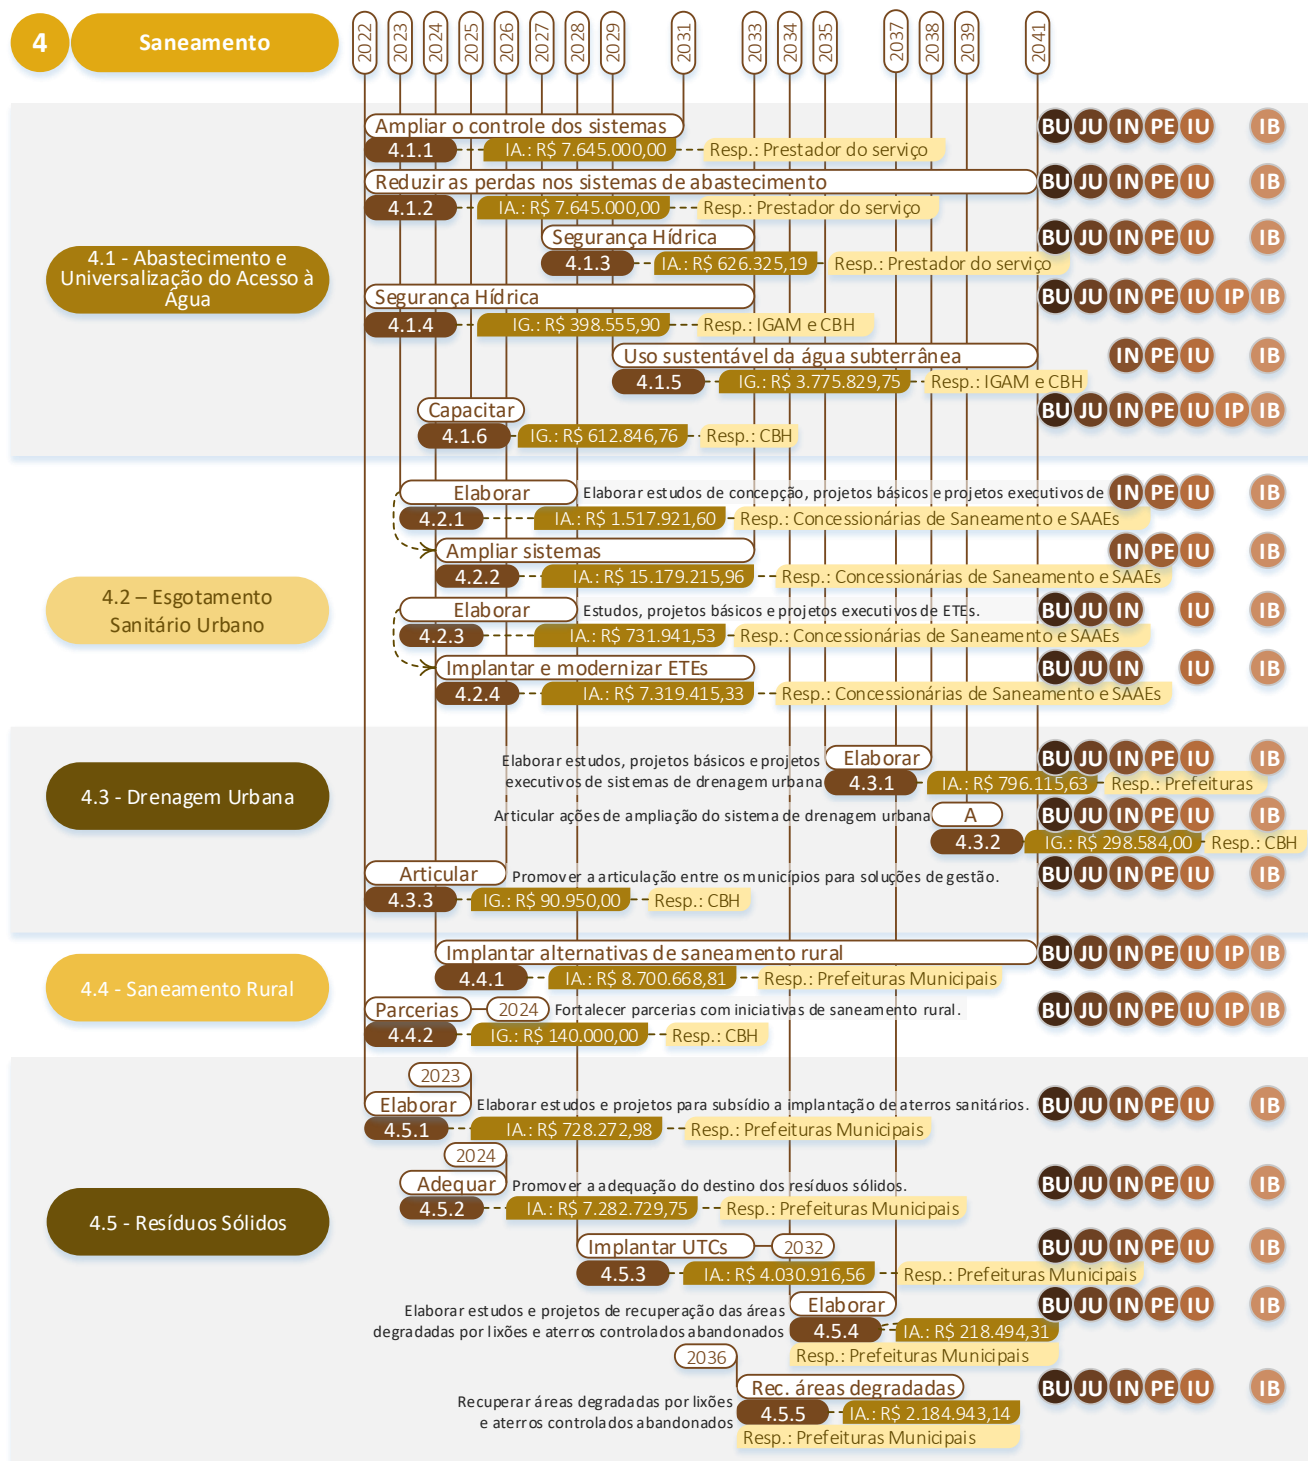 4
Saneamento
2022
2023
2024
2025
2026
2027
2028
2029
2031
2033
2034
2035
2037
2038
2039
2041
4.1 - Abastecimento e
Universalização do Acesso à
Água
Ampliar o controle dos sistemas
BU JU IN PE IU IB
4.1.1 IA.: R$ 7.645.000,00 Resp.: Prestador do serviço
Reduzir as perdas nos sistemas de abastecimento
BU JU IN PE IU IB
4.1.2 IA.: R$ 7.645.000,00 Resp.: Prestador do serviço
Segurança Hídrica
BU JU IN PE IU IB
4.1.3 IA.: R$ 626.325,19 Resp.: Prestador do serviço
Segurança Hídrica
BU JU IN PE IU IP IB
4.1.4 IG.: R$ 398.555,90 Resp.: IGAM e CBH
Uso sustentável da água subterrânea
IN PE IU IB
4.1.5 IG.: R$ 3.775.829,75 Resp.: IGAM e CBH
Capacitar
BU JU IN PE IU IP IB
4.1.6 IG.: R$ 612.846,76 Resp.: CBH
4.2 – Esgotamento
Sanitário Urbano
Elaborar Elaborar estudos de concepção, projetos básicos e projetos executivos de
IN PE IU IB
4.2.1 IA.: R$ 1.517.921,60 Resp.: Concessionárias de Saneamento e SAAEs
Ampliar sistemas
IN PE IU IB
4.2.2 IA.: R$ 15.179.215,96 Resp.: Concessionárias de Saneamento e SAAEs
Elaborar Estudos, projetos básicos e projetos executivos de ETEs.
BU JU IN IU IB
4.2.3 IA.: R$ 731.941,53 Resp.: Concessionárias de Saneamento e SAAEs
Implantar e modernizar ETEs
BU JU IN IU IB
4.2.4 IA.: R$ 7.319.415,33 Resp.: Concessionárias de Saneamento e SAAEs
4.3 - Drenagem Urbana
Elaborar estudos, projetos básicos e projetos
executivos de sistemas de drenagem urbana
Elaborar
BU JU IN PE IU IB
4.3.1 IA.: R$ 796.115,63 Resp.: Prefeituras
Articular ações de ampliação do sistema de drenagem urbana A
BU JU IN PE IU IB
4.3.2 IG.: R$ 298.584,00 Resp.: CBH
Articular Promover a articulação entre os municípios para soluções de gestão.
BU JU IN PE IU IB
4.3.3 IG.: R$ 90.950,00 Resp.: CBH
4.4 - Saneamento Rural
Implantar alternativas de saneamento rural
BU JU IN PE IU IP IB
4.4.1 IA.: R$ 8.700.668,81 Resp.: Prefeituras Municipais
Parcerias 2024 Fortalecer parcerias com iniciativas de saneamento rural.
BU JU IN PE IU IP IB
4.4.2 IG.: R$ 140.000,00 Resp.: CBH
4.5 - Resíduos Sólidos
2023
Elaborar Elaborar estudos e projetos para subsídio a implantação de aterros sanitários.
BU JU IN PE IU IB
4.5.1 IA.: R$ 728.272,98 Resp.: Prefeituras Municipais
2024
Adequar Promover a adequação do destino dos resíduos sólidos.
BU JU IN PE IU IB
4.5.2 IA.: R$ 7.282.729,75 Resp.: Prefeituras Municipais
Implantar UTCs 2032
BU JU IN PE IU IB
4.5.3 IA.: R$ 4.030.916,56 Resp.: Prefeituras Municipais
Elaborar estudos e projetos de recuperação das áreas
degradadas por lixões e aterros controlados abandonados
Elaborar
BU JU IN PE IU IB
4.5.4 IA.: R$ 218.494,31
Resp.: Prefeituras Municipais
2036
Rec. áreas degradadas
BU JU IN PE IU IB
Recuperar áreas degradadas por lixões
e aterros controlados abandonados
4.5.5 IA.: R$ 2.184.943,14
Resp.: Prefeituras Municipais